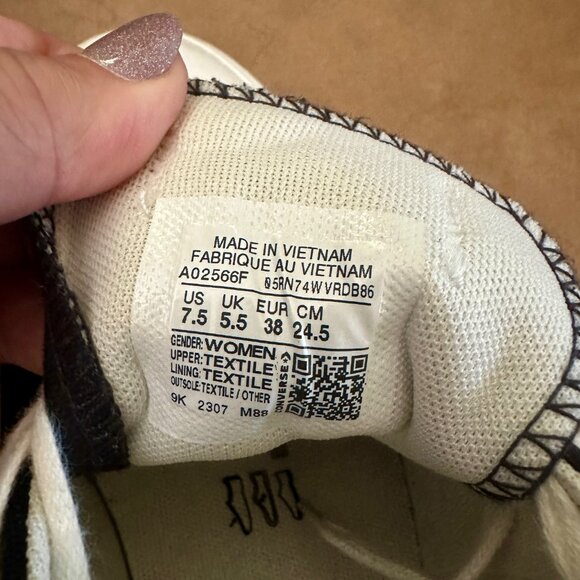 MADE IN VIETNAM
FABRIQUE AU VIETNAM
A02566F 05RN74WVRDB86
US UK EUR CM
7.5 5.5 38 24.5
GENDER: WOMEN
UPPER: TEXTILE
LINING: TEXTILE
OUTSOLE: TEXTILE / OTHER
9K 2307 M88
CONVERSE